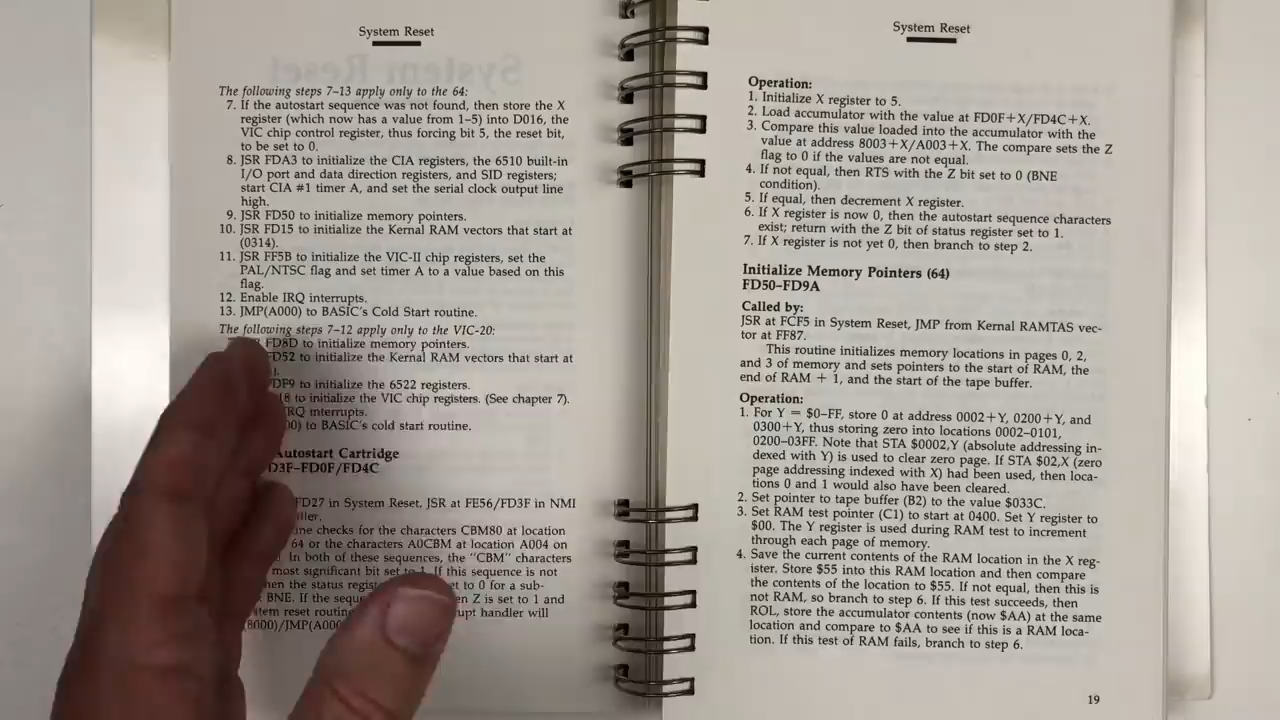 System Reset
The following steps 7–13 apply only to the 64:
7. If the autostart sequence was not found, then store the X
register (which now has a value from 1–5) into D016, the
VIC chip control register, thus forcing bit 5, the reset bit,
to be set to 0.
8. JSR FDA3 to initialize the CIA registers, the 6510 built-in
I/O port and data direction registers, and SID registers;
start CIA #1 timer A, and set the serial clock output line
high.
9. JSR FD50 to initialize memory pointers.
10. JSR FD15 to initialize the Kernal RAM vectors that start at
(0314).
11. JSR FF5B to initialize the VIC-II chip registers, set the
PAL/NTSC flag and set timer A to a value based on this
flag.
12. Enable IRQ interrupts.
13. JMP(A000) to BASIC's Cold Start routine.
The following steps 7–12 apply only to the VIC-20:
FD8D to initialize memory pointers.
FD52 to initialize the Kernal RAM vectors that start at
DF9 to initialize the 6522 registers.
to initialize the VIC chip registers. (See chapter 7).
IRQ interrupts.
to BASIC's cold start routine.
Autostart Cartridge
D3F–FD0F/FD4C
FD27 in System Reset, JSR at FE56/FD3F in NMI
checks for the characters CBM80 at location
64 or the characters A0CBM at location A004 on
In both of these sequences, the "CBM" characters
most significant bit set to 1. If this sequence is not
the status to 0 for a sub-
BNE. If the Z is set to 1 and
handler will
System Reset
Operation:
1. Initialize X register to 5.
2. Load accumulator with the value at FD0F+X/FD4C+X.
3. Compare this value loaded into the accumulator with the
value at address 8003+X/A003+X. The compare sets the Z
flag to 0 if the values are not equal.
4. If not equal, then RTS with the Z bit set to 0 (BNE
condition).
5. If equal, then decrement X register.
6. If X register is now 0, then the autostart sequence characters
exist; return with the Z bit of status register set to 1.
7. If X register is not yet 0, then branch to step 2.
Initialize Memory Pointers (64)
FD50–FD9A
Called by:
JSR at FCF5 in System Reset, JMP from Kernal RAMTAS vec-
tor at FF87.
This routine initializes memory locations in pages 0, 2,
and 3 of memory and sets pointers to the start of RAM, the
end of RAM + 1, and the start of the tape buffer.
Operation:
1. For Y = $0–FF, store 0 at address 0002+Y, 0200+Y, and
0300+Y, thus storing zero into locations 0002–0101,
0200–03FF. Note that STA $0002,Y (absolute addressing in-
dexed with Y) is used to clear zero page. If STA $02,X (zero
page addressing indexed with X) had been used, then loca-
tions 0 and 1 would also have been cleared.
2. Set pointer to tape buffer (B2) to the value $033C.
3. Set RAM test pointer (C1) to start at 0400. Set Y register to
$00. The Y register is used during RAM test to increment
through each page of memory.
4. Save the current contents of the RAM location in the X reg-
ister. Store $55 into this RAM location and then compare
the contents of the location to $55. If not equal, then this is
not RAM, so branch to step 6. If this test succeeds, then
ROL, store the accumulator contents (now $AA) at the same
location and compare to $AA to see if this is a RAM loca-
tion. If this test of RAM fails, branch to step 6.
19